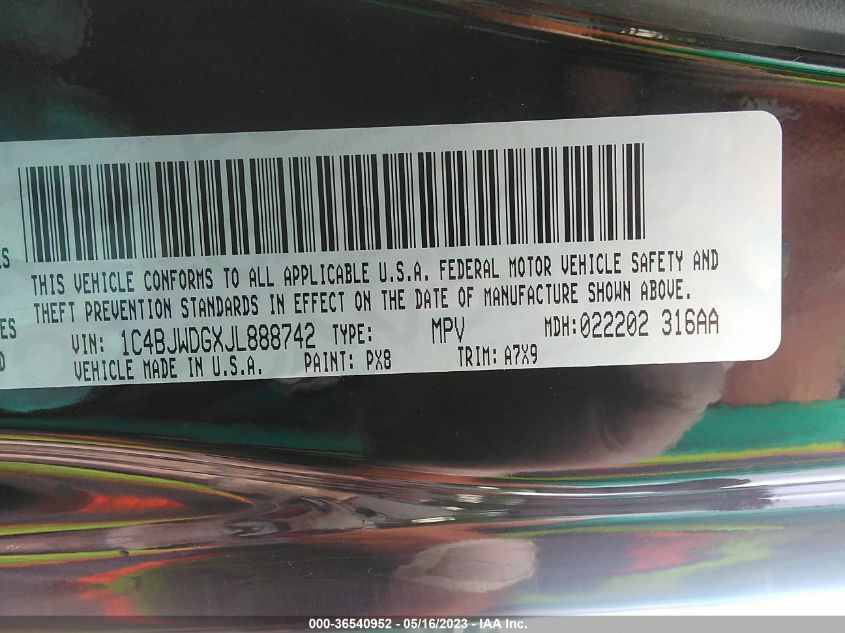 ES
THIS VEHICLE CONFORMS TO ALL APPLICABLE U.S.A. FEDERAL MOTOR VEHICLE SAFETY AND
THEFT PREVENTION STANDARDS IN EFFECT ON THE DATE OF MANUFACTURE SHOWN ABOVE.
ES
VIN: 1C4BJWDGXJL888742 TYPE: MPV MDH:022202 316AA
D
VEHICLE MADE IN U.S.A. PAINT: PX8 TRIM: A7X9
000-36540952 - 05/16/2023 - IAA Inc.